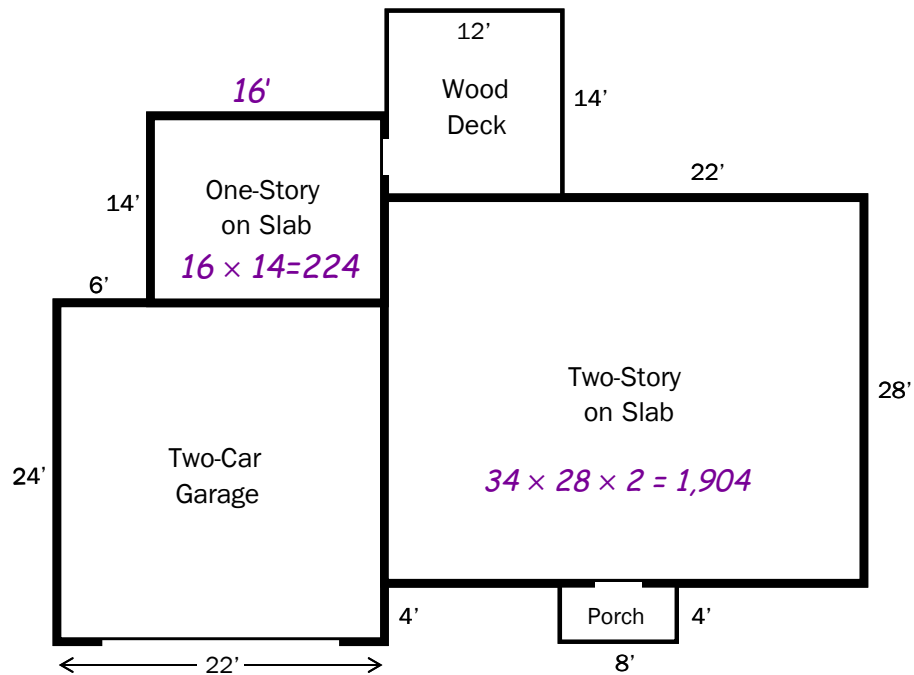 12'
Wood
Deck
14'
16'
22'
One-Story
on Slab
16 × 14=224
14'
6'
Two-Story
on Slab
34 × 28 × 2 = 1,904
28'
Two-Car
Garage
24'
4'
Porch
4'
22'
8'